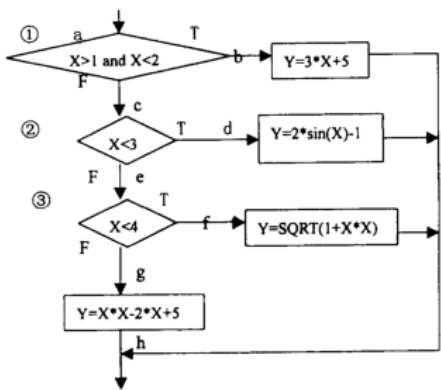 ① a T
X>1 and X<2 b Y=3*X+5
F
c
② T d Y=2*sin(X)-1
X<3
F e
③ T
X<4 f Y=SQRT(1+X*X)
F
g
Y=X*X-2*X+5
h